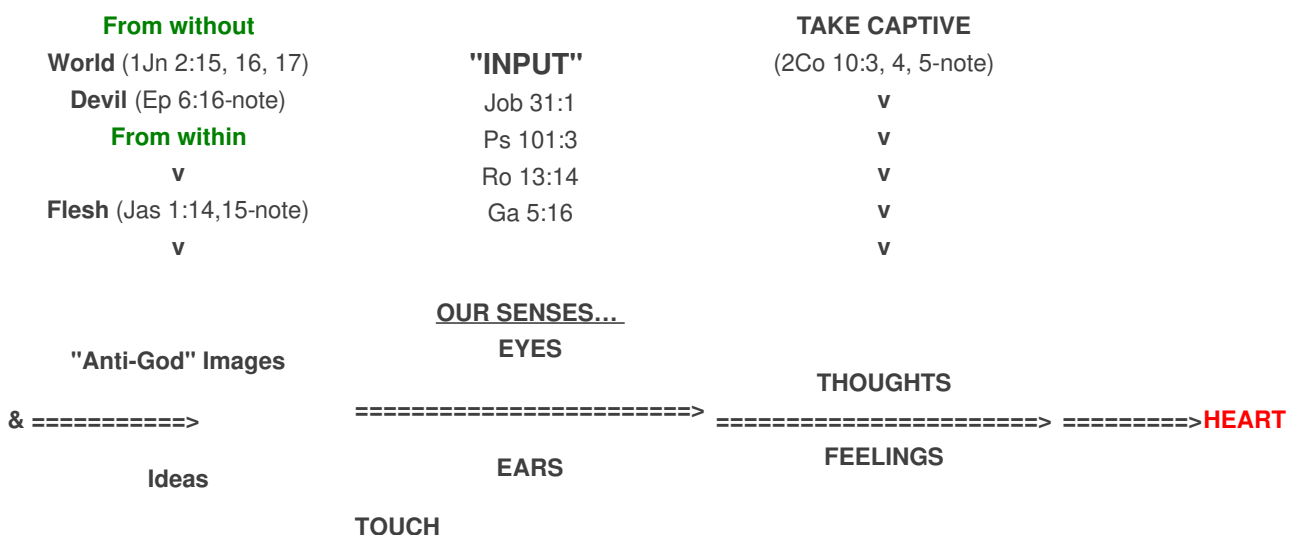 From without
World (1Jn 2:15, 16, 17)
Devil (Ep 6:16-note)
From within
v
Flesh (Jas 1:14,15-note)
v
"INPUT"
Job 31:1
Ps 101:3
Ro 13:14
Ga 5:16
TAKE CAPTIVE
(2Co 10:3, 4, 5-note)
v
v
v
v
v
"Anti-God" Images
& ===========>
Ideas
OUR SENSES…
EYES
========================>
EARS
TOUCH
THOUGHTS
=======================> =========>HEART
FEELINGS